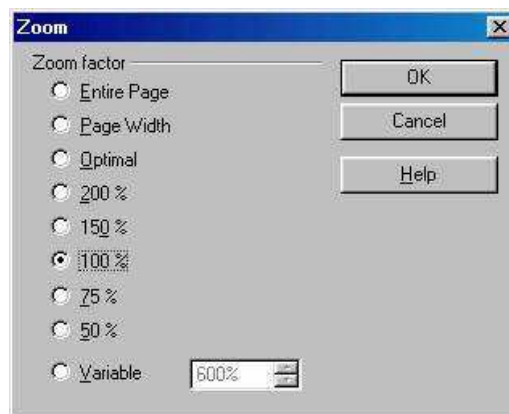 Zoom
Zoom factor
Entire Page
Page Width
Optimal
200 %
150 %
100 %
75 %
50 %
Variable 600%
OK
Cancel
Help